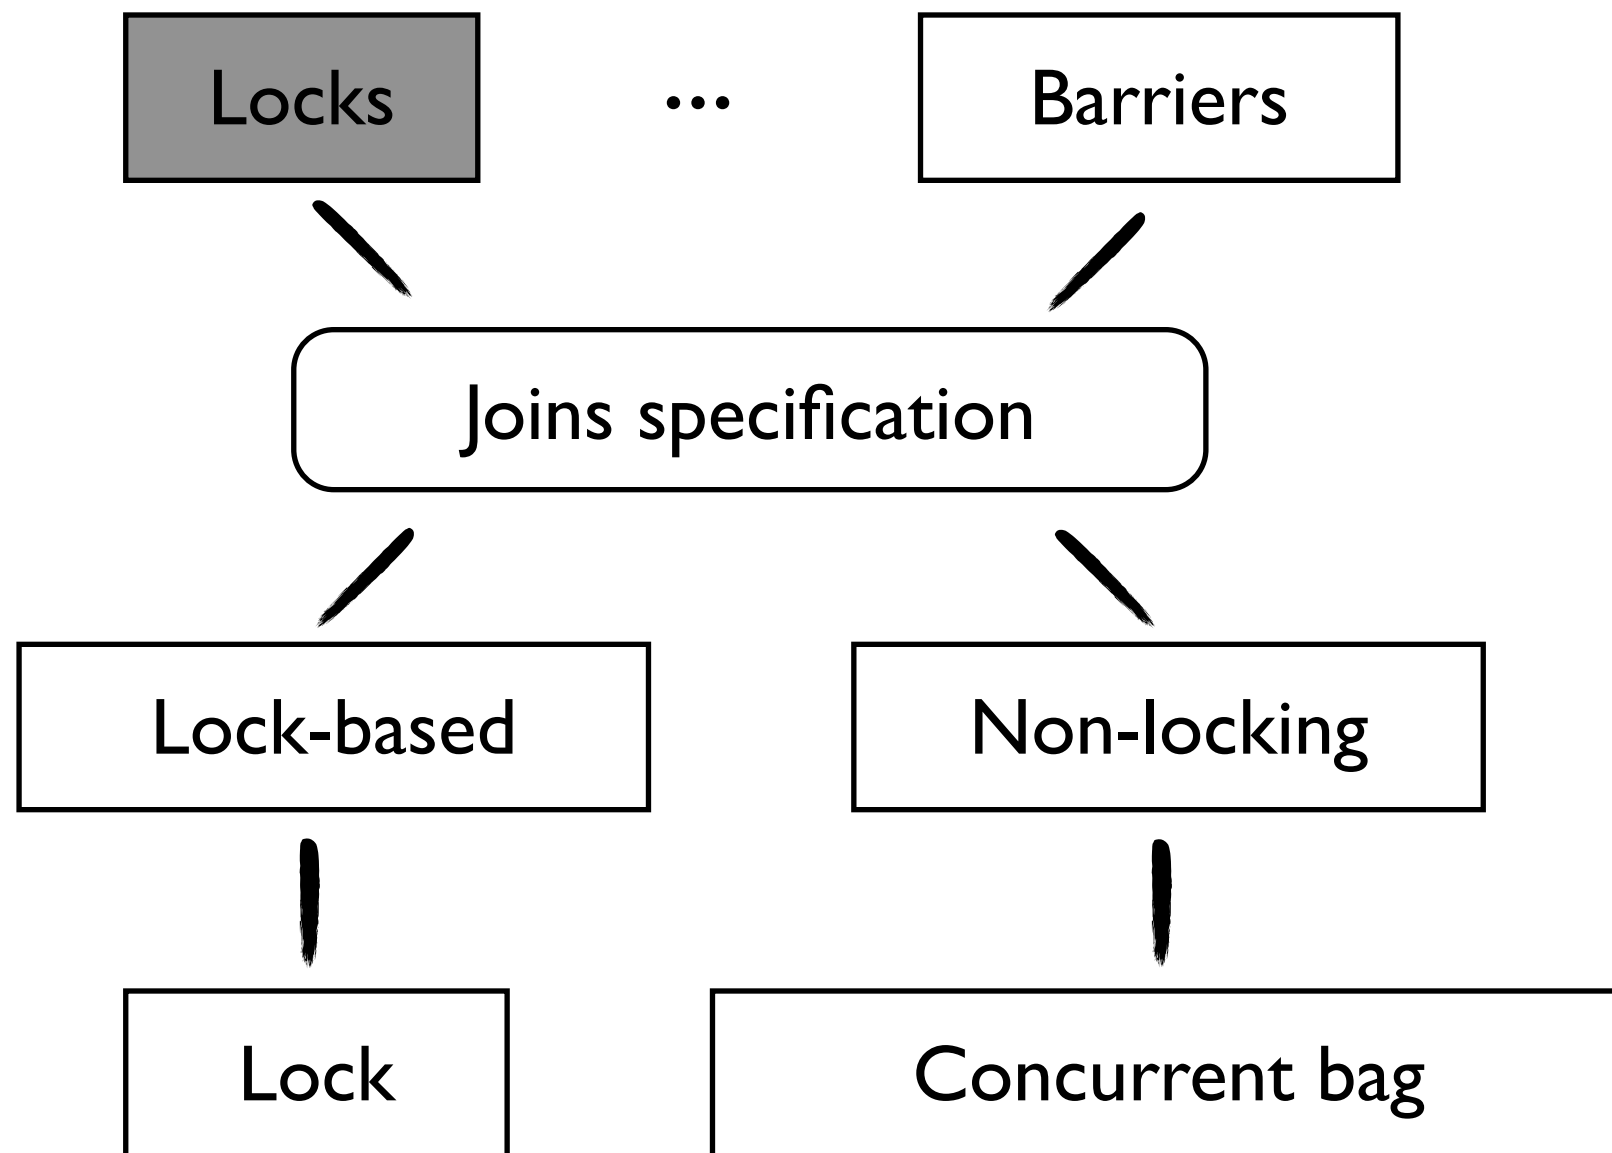 Locks ... Barriers
Joins specification
Lock-based Non-locking
Lock Concurrent bag